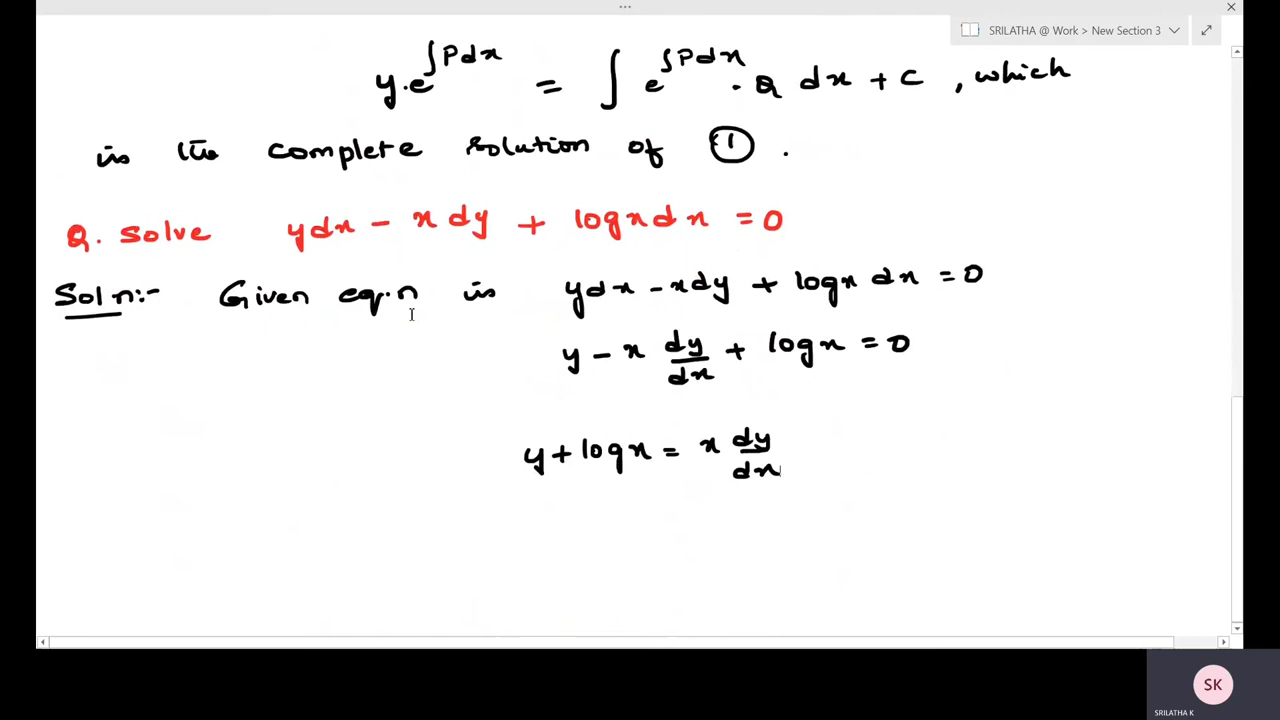 SRILATHA @ Work > New Section 3
y.e^∫Pdx = ∫ e^∫Pdx . Q dx + C , which
is the complete solution of ① .
Q. Solve ydx - x dy + logx dx = 0
Soln:- Given eq.n is ydx - xdy + logx dx = 0
y - x dy/dx + logx = 0
y + logx = x dy/dx
SK
SRILATHA K